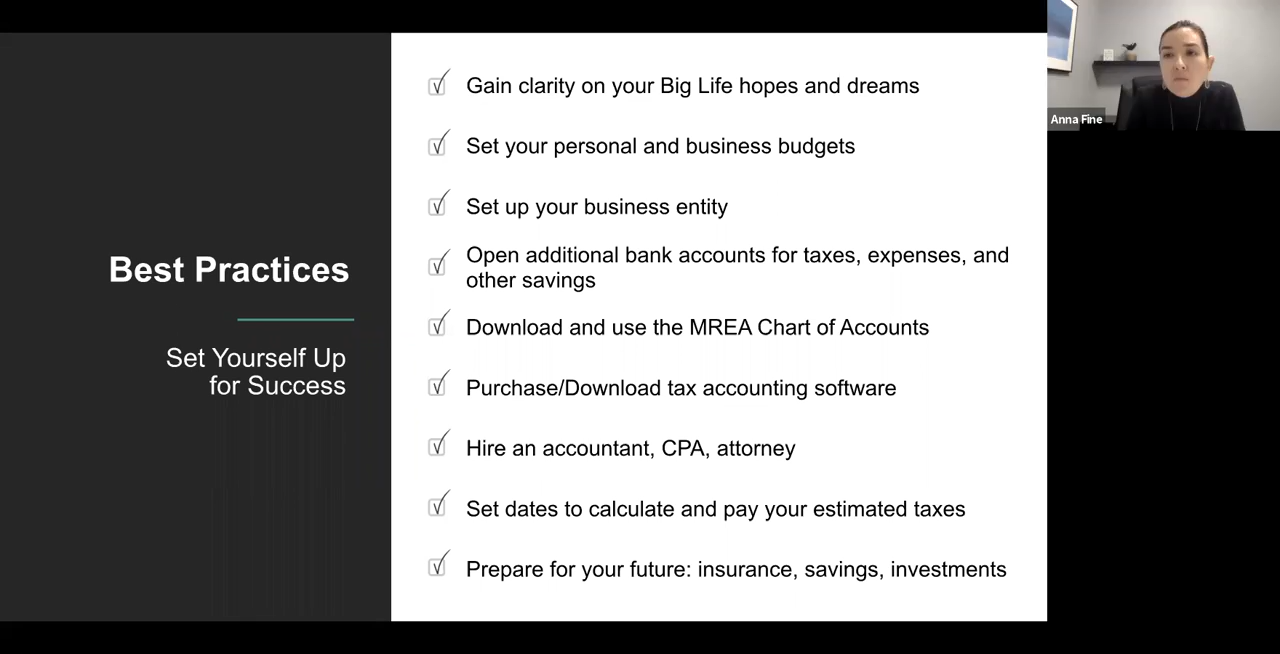 Best Practices
Set Yourself Up
for Success
Gain clarity on your Big Life hopes and dreams
Set your personal and business budgets
Set up your business entity
Open additional bank accounts for taxes, expenses, and
other savings
Download and use the MREA Chart of Accounts
Purchase/Download tax accounting software
Hire an accountant, CPA, attorney
Set dates to calculate and pay your estimated taxes
Prepare for your future: insurance, savings, investments
Anna Fine